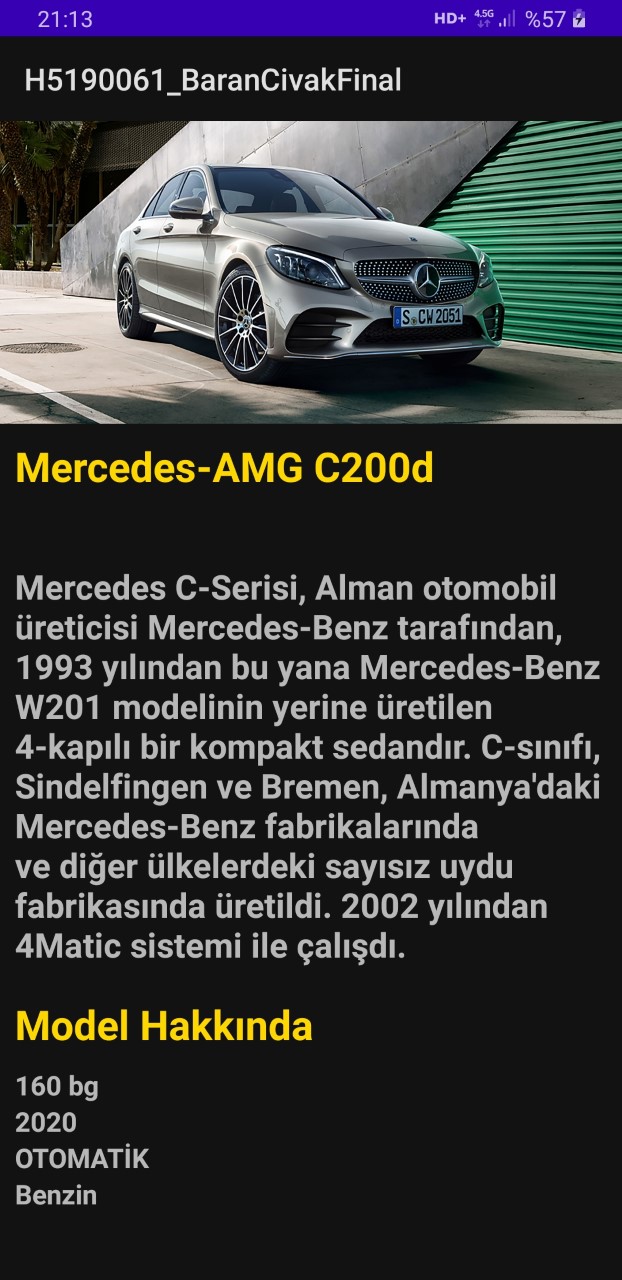 21:13 HD+ 4.5G %57
H5190061_BaranCivakFinal
S CW 2051
Mercedes-AMG C200d
Mercedes C-Serisi, Alman otomobil
üreticisi Mercedes-Benz tarafından,
1993 yılından bu yana Mercedes-Benz
W201 modelinin yerine üretilen
4-kapılı bir kompakt sedandır. C-sınıfı,
Sindelfingen ve Bremen, Almanya'daki
Mercedes-Benz fabrikalarında
ve diğer ülkelerdeki sayısız uydu
fabrikasında üretildi. 2002 yılından
4Matic sistemi ile çalışdı.
Model Hakkında
160 bg
2020
OTOMATİK
Benzin